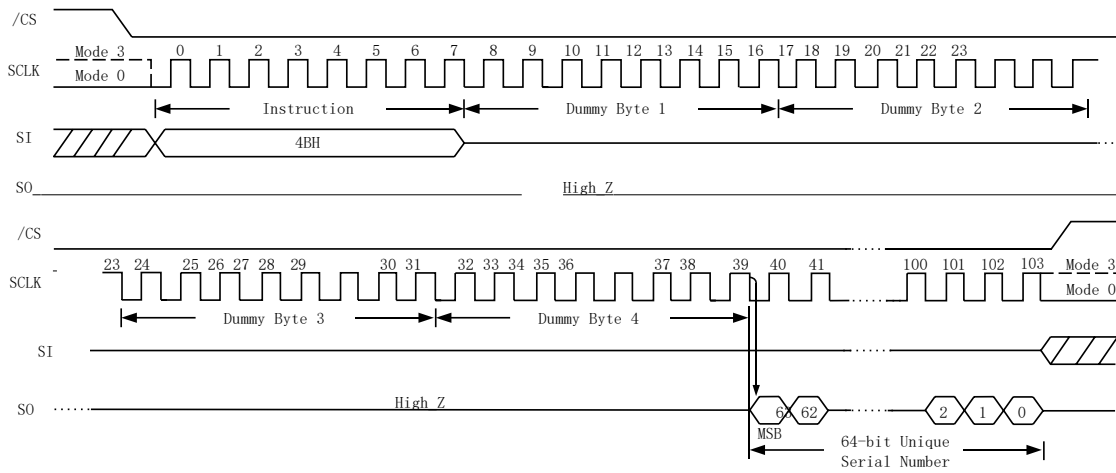 /CS
Mode 3 0 1 2 3 4 5 6 7 8 9 10 11 12 13 14 15 16 17 18 19 20 21 22 23
SCLK
Mode 0
Instruction Dummy Byte 1 Dummy Byte 2
SI 4BH
SO High_Z
/CS
23 24 25 26 27 28 29 30 31 32 33 34 35 36 37 38 39 40 41 100 101 102 103 Mode 3
SCLK
Mode 0
Dummy Byte 3 Dummy Byte 4
SI
High_Z
SO 63 62 2 1 0
MSB
64-bit Unique
Serial Number